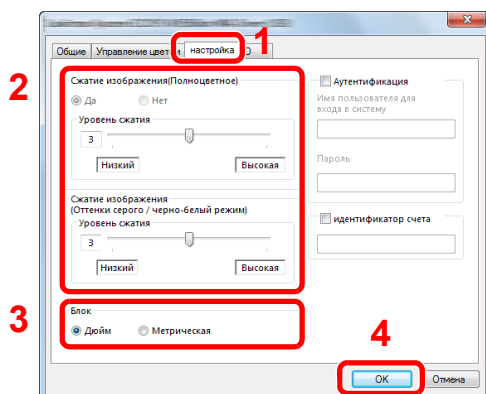 1
Общие
Управление цветом
настройка
О
2
Сжатие изображения(Полноцветное)
Да
Нет
Уровень сжатия
3
Низкий
Высокая
Сжатие изображения
(Оттенки серого / черно-белый режим)
Уровень сжатия
3
Низкий
Высокая
Аутентификация
Имя пользователя для
входа в систему
Пароль
идентификатор счета
3
Блок
Дюйм
Метрическая
4
OK
Отмена